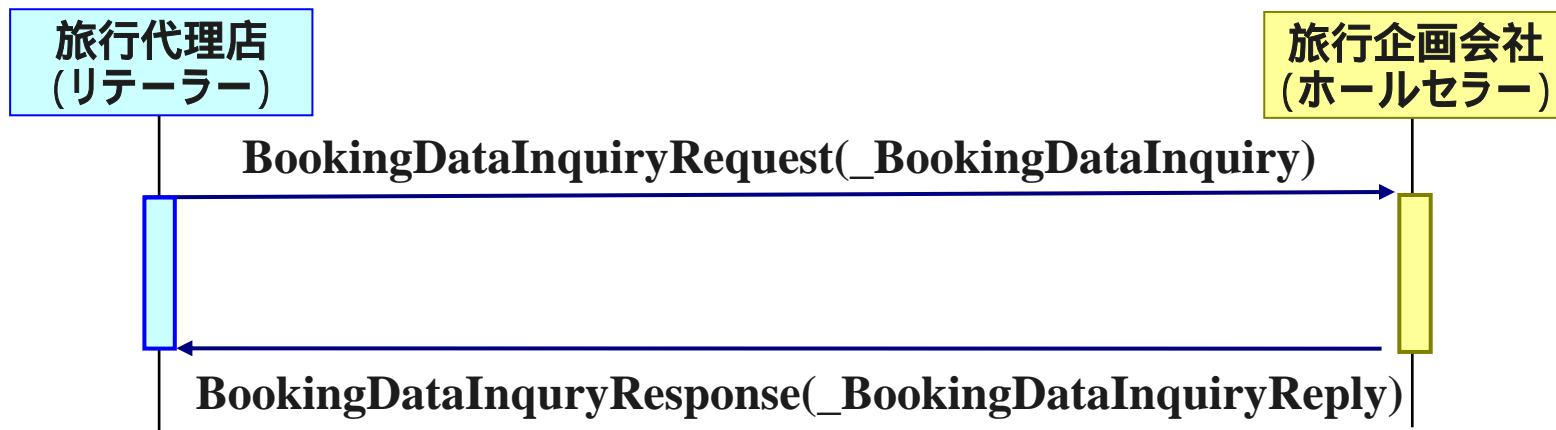 旅行代理店
(リテーラー)
旅行企画会社
(ホールセラー)
BookingDataInquiryRequest(_BookingDataInquiry)
BookingDataInquryResponse(_BookingDataInquiryReply)